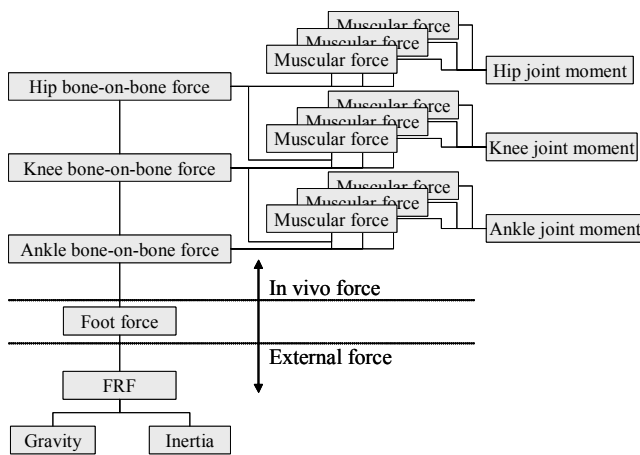 Muscular force
Muscular force
Muscular force
Hip joint moment
Hip bone-on-bone force
Muscular force
Muscular force
Muscular force
Knee joint moment
Knee bone-on-bone force
Muscular force
Muscular force
Muscular force
Ankle joint moment
Ankle bone-on-bone force
In vivo force
Foot force
External force
FRF
Gravity
Inertia